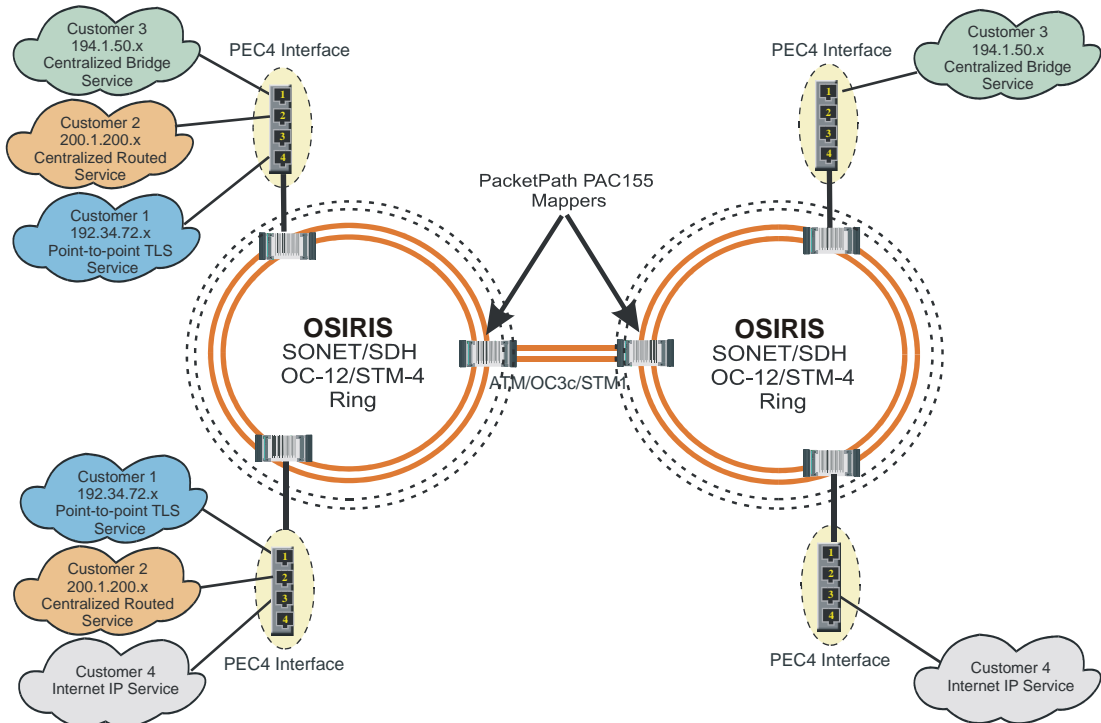 Customer 3
194.1.50.x
Centralized Bridge
Service
PEC4 Interface
Customer 2
200.1.200.x
Centralized Routed
Service
Customer 1
192.34.72.x
Point-to-point TLS
Service
1
2
3
4
PEC4 Interface
1
2
3
4
Customer 3
194.1.50.x
Centralized Bridge
Service
PacketPath PAC155
Mappers
OSIRIS
SONET/SDH
OC-12/STM-4
Ring
ATM/OC3c/STM1
OSIRIS
SONET/SDH
OC-12/STM-4
Ring
Customer 1
192.34.72.x
Point-to-point TLS
Service
Customer 2
200.1.200.x
Centralized Routed
Service
Customer 4
Internet IP Service
1
2
3
4
PEC4 Interface
1
2
3
4
PEC4 Interface
Customer 4
Internet IP Service